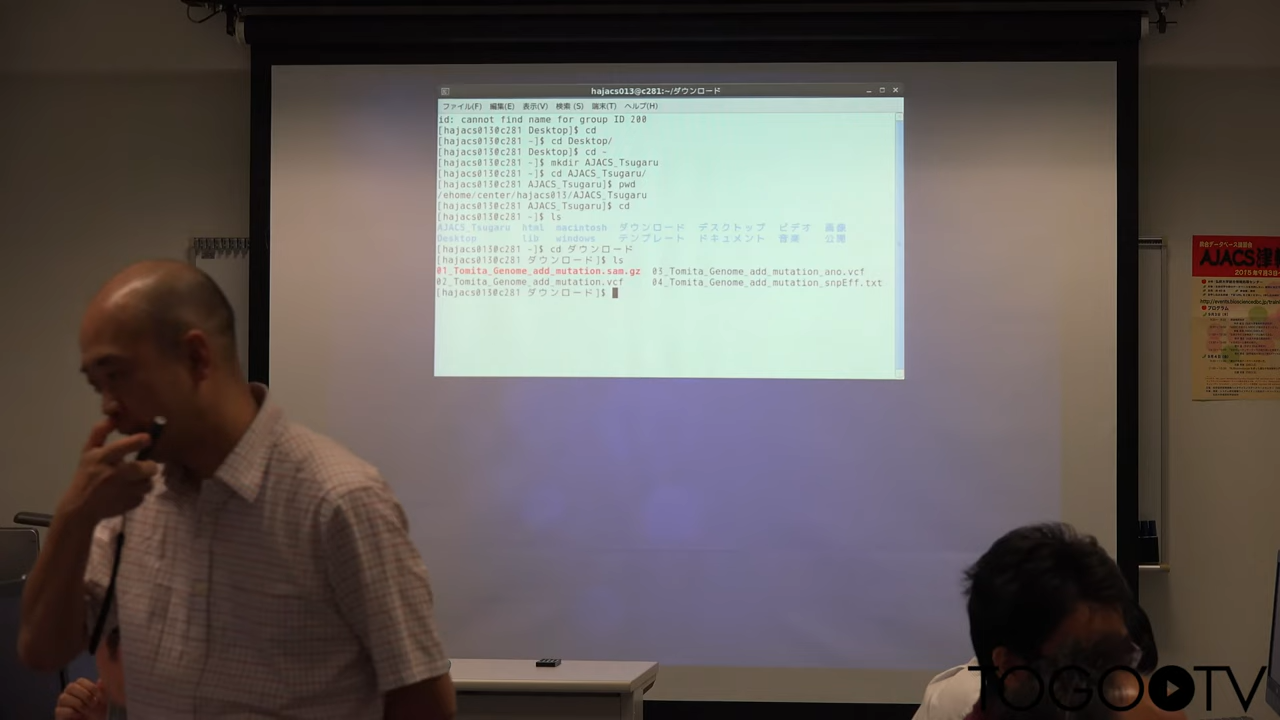 hajacs013@c281:~/ダウンロード
ファイル(F) 編集(E) 表示(V) 検索 (S) 端末(T) ヘルプ(H)
id: cannot find name for group ID 200
[hajacs013@c281 Desktop]$ cd
[hajacs013@c281 ~]$ cd Desktop/
[hajacs013@c281 Desktop]$ cd -
[hajacs013@c281 ~]$ mkdir AJACS_Tsugaru
[hajacs013@c281 ~]$ cd AJACS_Tsugaru/
[hajacs013@c281 AJACS_Tsugaru]$ pwd
/ehome/center/hajacs013/AJACS_Tsugaru
[hajacs013@c281 AJACS_Tsugaru]$ cd
[hajacs013@c281 ~]$ ls
AJACS_Tsugaru html macintosh ダウンロード デスクトップ ビデオ 画像
Desktop lib windows テンプレート ドキュメント 音楽 公開
[hajacs013@c281 ~]$ cd ダウンロード
[hajacs013@c281 ダウンロード]$ ls
01_Tomita_Genome_add_mutation.sam.gz 03_Tomita_Genome_add_mutation_ano.vcf
02_Tomita_Genome_add_mutation.vcf 04_Tomita_Genome_add_mutation_snpEff.txt
[hajacs013@c281 ダウンロード]$
AJACS津
プログラム
TOGOTV